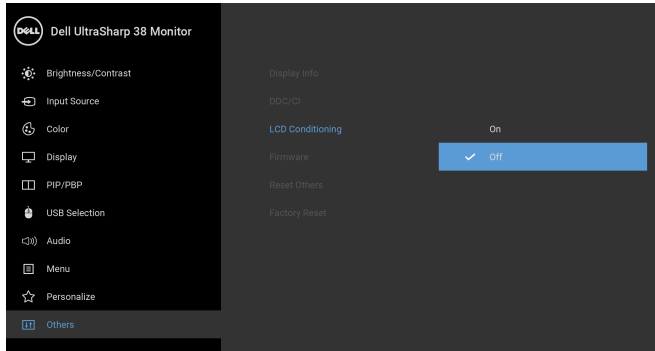 DELL Dell UltraSharp 38 Monitor
Brightness/Contrast
Input Source
Color
Display
PIP/PBP
USB Selection
Audio
Menu
Personalize
Others
Display Info
DDC/CI
LCD Conditioning
Firmware
Reset Others
Factory Reset
On
Off